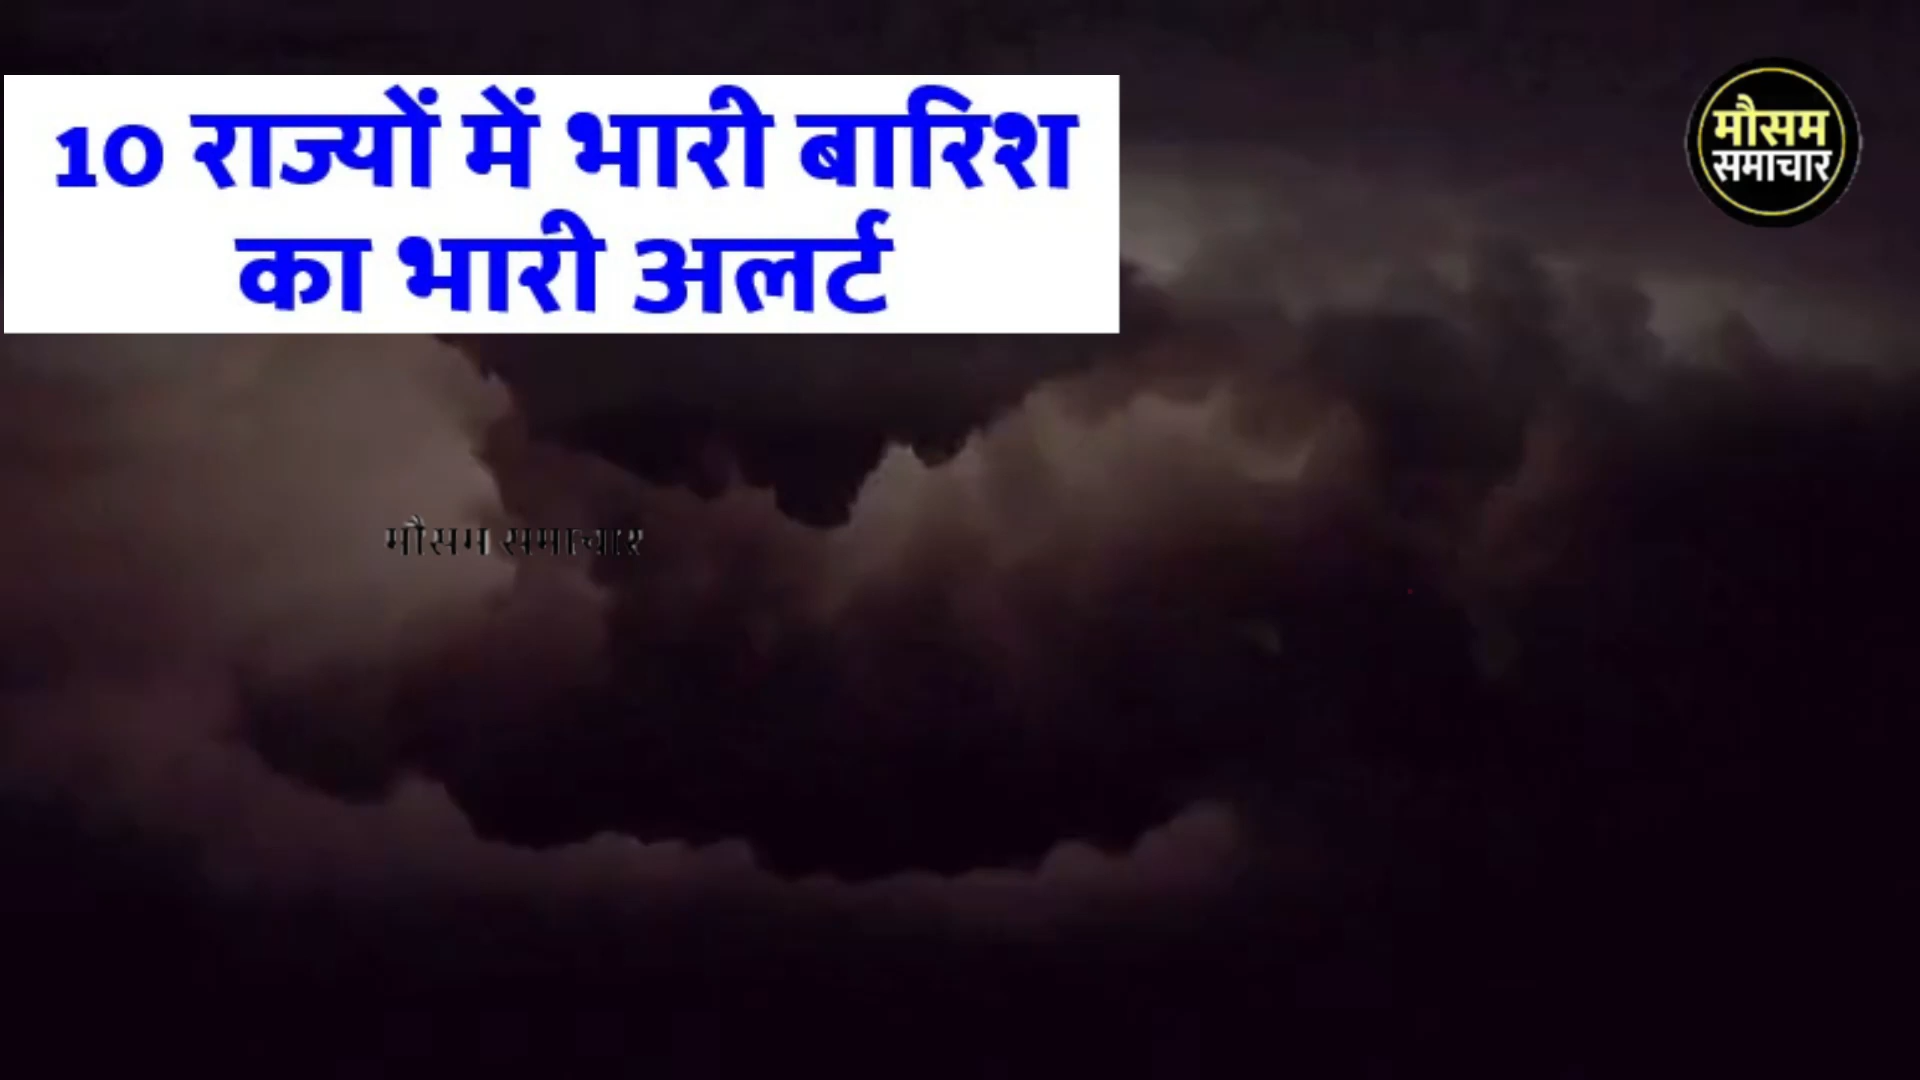 10 राज्यों में भारी बारिश
का भारी अलर्ट
मौसम
समाचार
मौसम समाचार